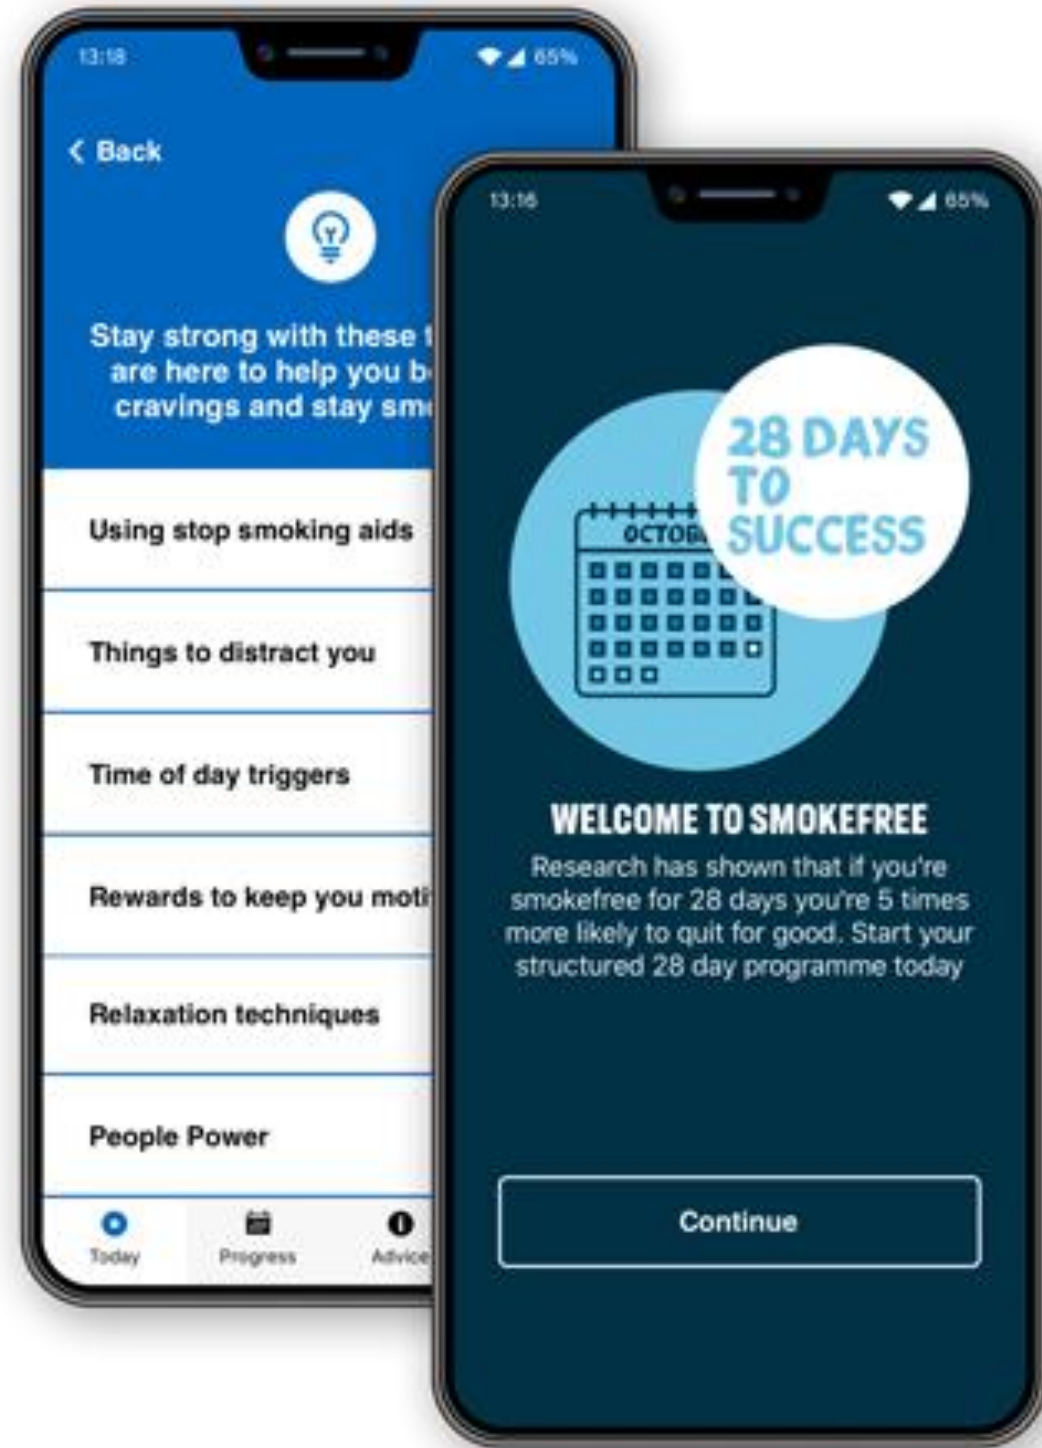 13:18
65%
Back
Stay strong with these
are here to help you
cravings and stay
Using stop smoking aids
Things to distract you
Time of day triggers
Rewards to keep you
Relaxation techniques
People Power
Today
Progress
Advice
13:16
65%
28 DAYS
TO
SUCCESS
WELCOME TO SMOKEFREE
Research has shown that if you're
smokefree for 28 days you're 5 times
more likely to quit for good. Start your
structured 28 day programme today
Continue